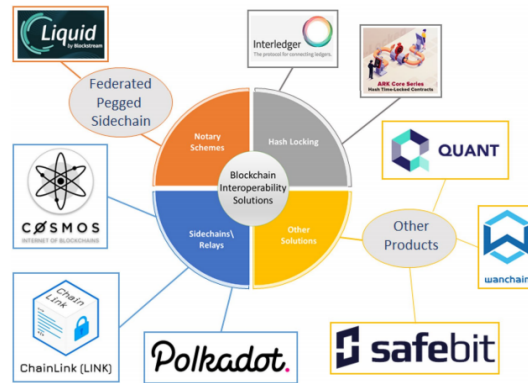 Liquid
by Blockstream
Interledger
The protocol for connecting ledgers.
ARK Core Series
Hash Time-Locked Contracts
Federated
Pegged
Sidechain
Notary
Schemes
Hash Locking
QUANT
Blockchain
Interoperability
Solutions
COSMOS
INTERNET OF BLOCKCHAINS
Sidechains\
Relays
Other
Solutions
Other
Products
wanchain
Chain
Link
ChainLink (LINK)
Polkadot.
safebit